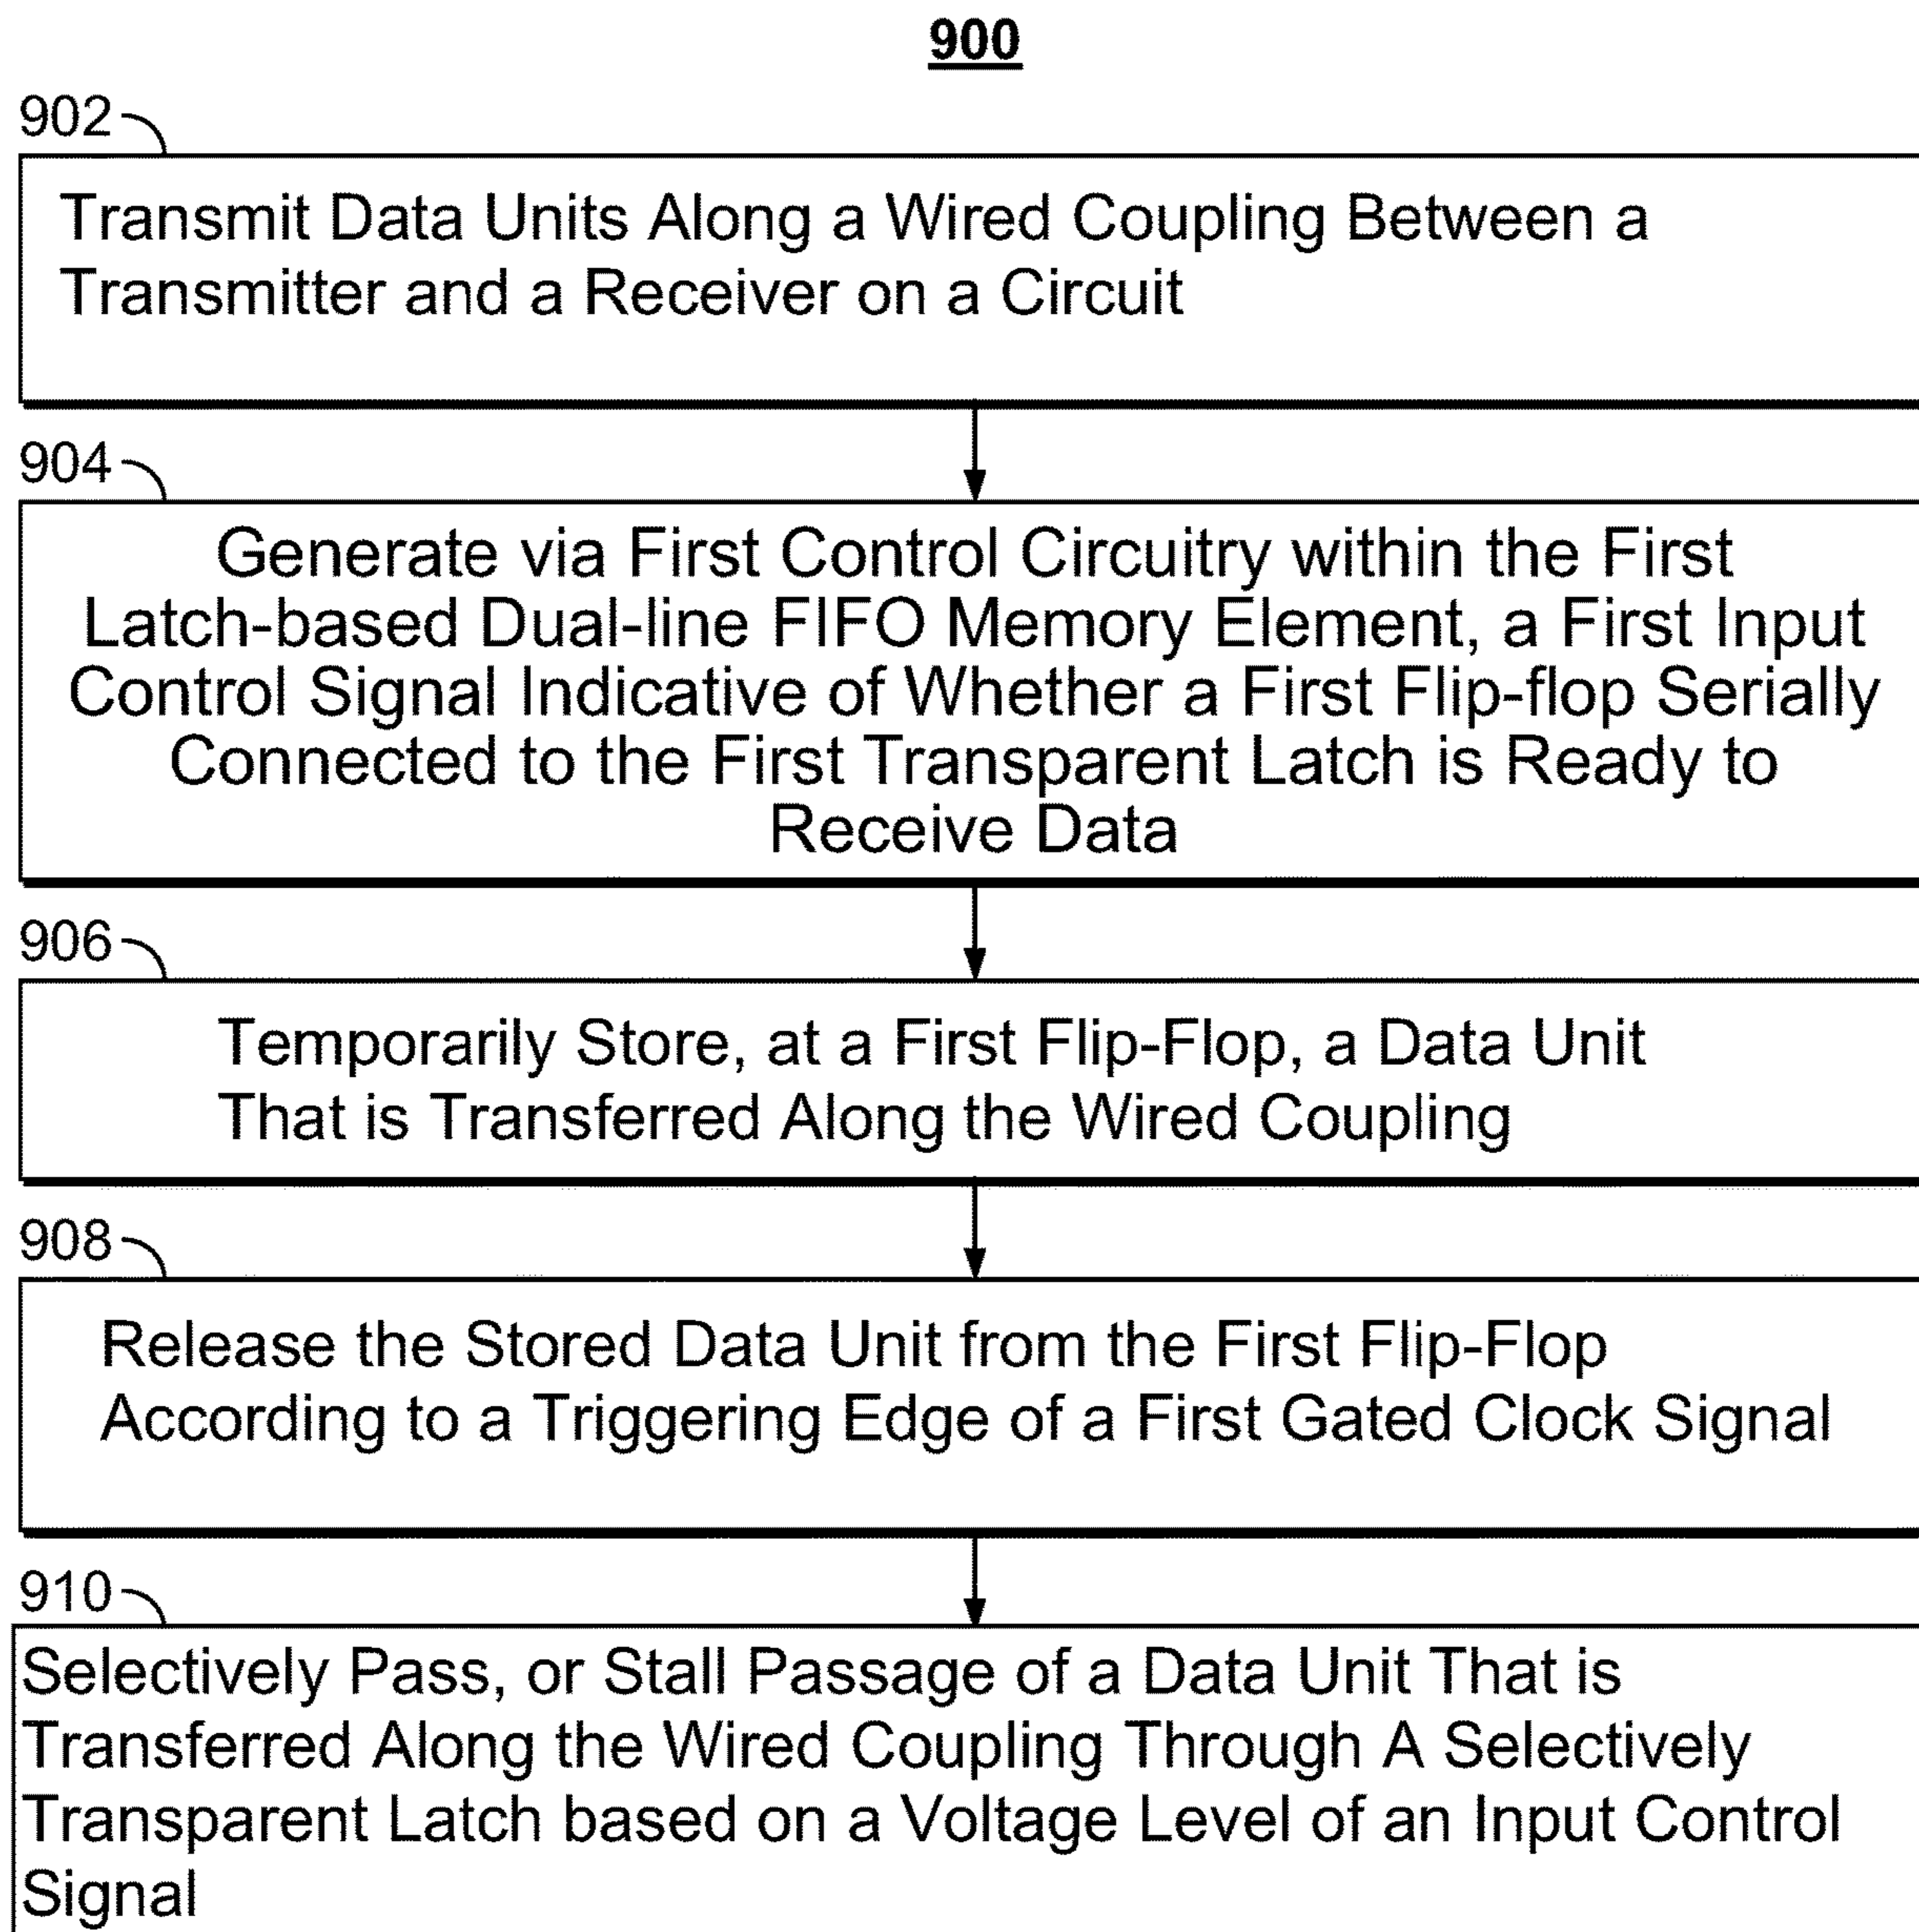 900
902
Transmit Data Units Along a Wired Coupling Between a
Transmitter and a Receiver on a Circuit
904
Generate via First Control Circuitry within the First
Latch-based Dual-line FIFO Memory Element, a First Input
Control Signal Indicative of Whether a First Flip-flop Serially
Connected to the First Transparent Latch is Ready to
Receive Data
906
Temporarily Store, at a First Flip-Flop, a Data Unit
That is Transferred Along the Wired Coupling
908
Release the Stored Data Unit from the First Flip-Flop
According to a Triggering Edge of a First Gated Clock Signal
910
Selectively Pass, or Stall Passage of a Data Unit That is
Transferred Along the Wired Coupling Through A Selectively
Transparent Latch based on a Voltage Level of an Input Control
Signal